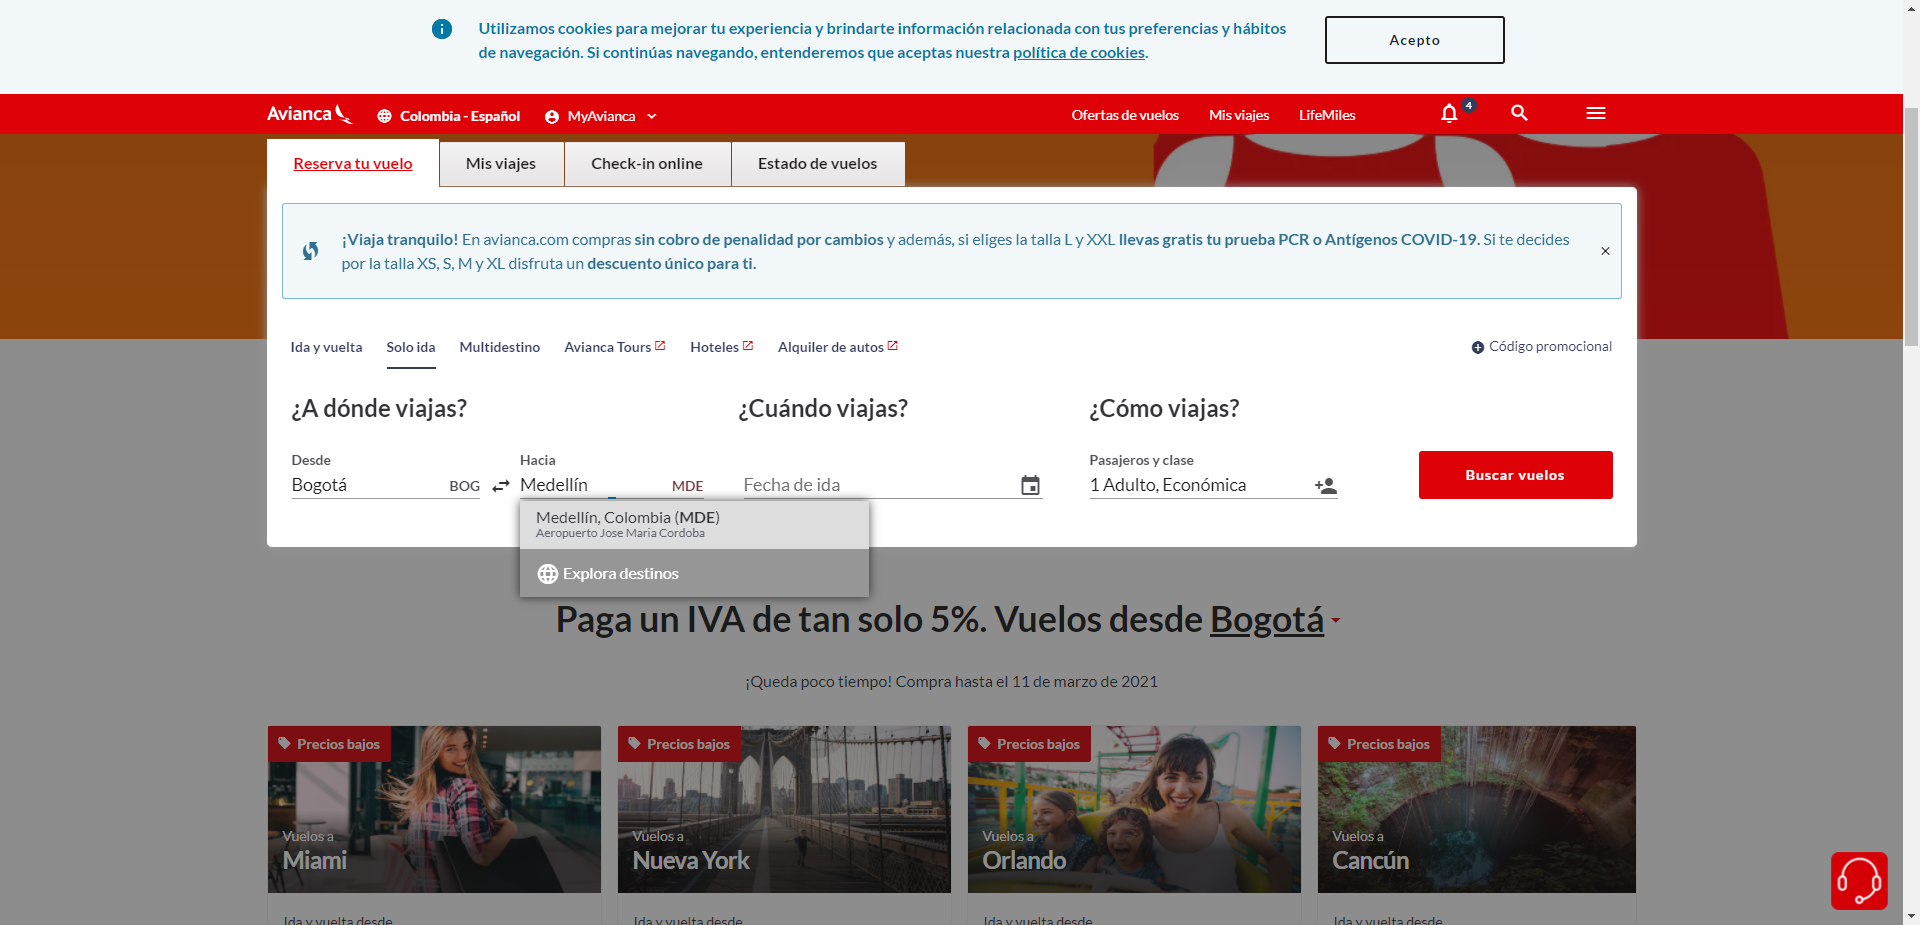 Utilizamos cookies para mejorar tu experiencia y brindarte información relacionada con tus preferencias y hábitos
de navegación. Si continúas navegando, entenderemos que aceptas nuestra política de cookies.
Acepto
Avianca
Colombia - Español
MyAvianca
Ofertas de vuelos
Mis viajes
LifeMiles
4
Reserva tu vuelo
Mis viajes
Check-in online
Estado de vuelos
¡Viaja tranquilo! En avianca.com compras sin cobro de penalidad por cambios y además, si eliges la talla L y XXL llevas gratis tu prueba PCR o Antígenos COVID-19. Si te decides
por la talla XS, S, M y XL disfruta un descuento único para ti.
Ida y vuelta
Solo ida
Multidestino
Avianca Tours
Hoteles
Alquiler de autos
Código promocional
¿A dónde viajas?
¿Cuándo viajas?
¿Cómo viajas?
Desde
Hacia
Pasajeros y clase
Bogotá BOG
Medellín MDE
Fecha de ida
1 Adulto, Económica
Buscar vuelos
Medellín, Colombia (MDE)
Aeropuerto Jose Maria Cordoba
Explora destinos
Paga un IVA de tan solo 5%. Vuelos desde Bogotá
¡Queda poco tiempo! Compra hasta el 11 de marzo de 2021
Precios bajos
Vuelos a
Miami
Ida y vuelta desde
Precios bajos
Vuelos a
Nueva York
Ida y vuelta desde
Precios bajos
Vuelos a
Orlando
Ida y vuelta desde
Precios bajos
Vuelos a
Cancún
Ida y vuelta desde